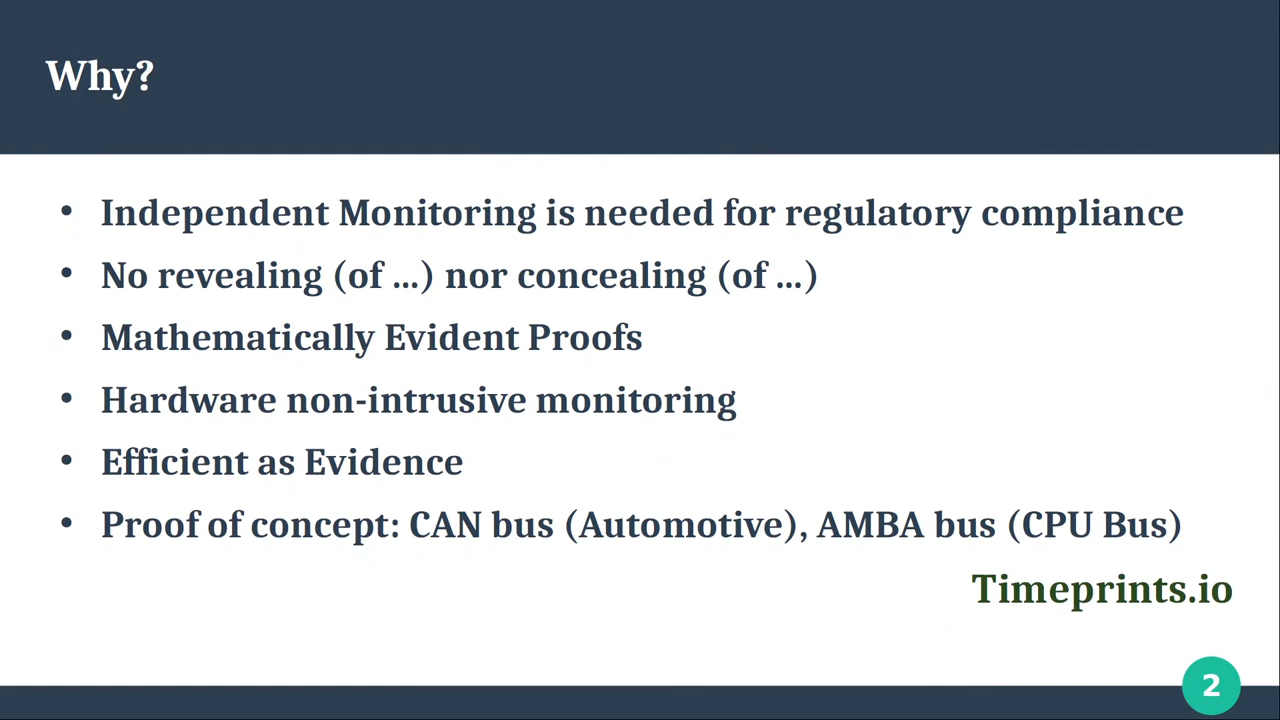 Why?
• Independent Monitoring is needed for regulatory compliance
• No revealing (of ...) nor concealing (of ...)
• Mathematically Evident Proofs
• Hardware non-intrusive monitoring
• Efficient as Evidence
• Proof of concept: CAN bus (Automotive), AMBA bus (CPU Bus)
Timeprints.io
2